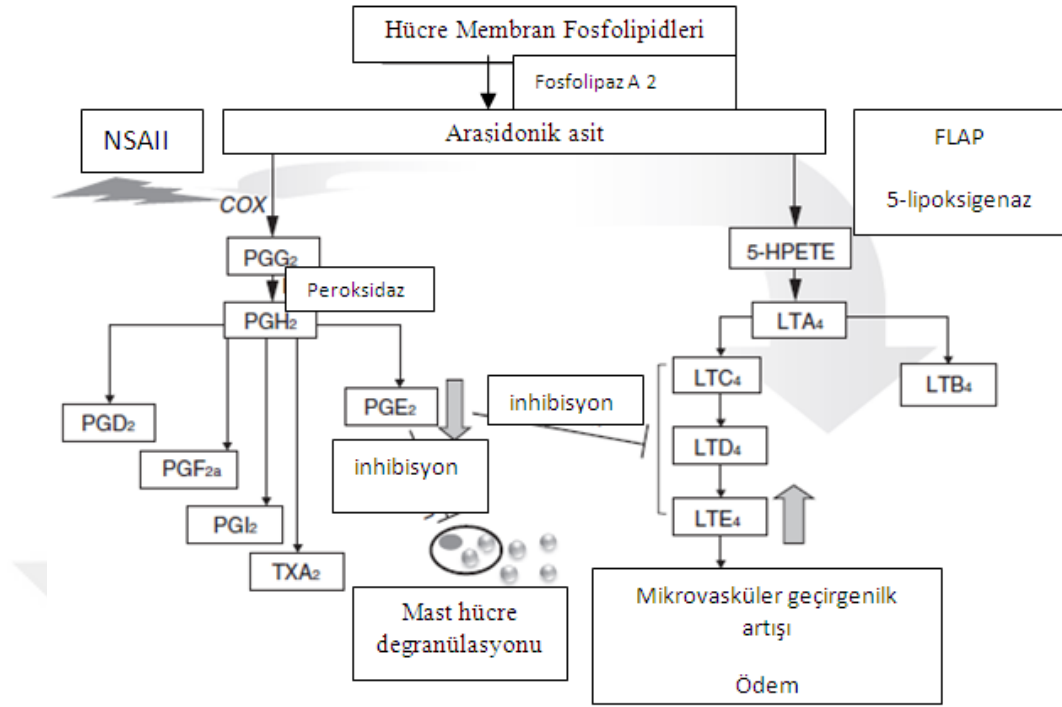 Hücre Membran Fosfolipidleri
Fosfolipaz A 2
NSAII
Araşidonik asit
FLAP
5-lipoksigenaz
COX
PGG2
5-HPETE
Peroksidaz
PGH2
LTA4
LTC4
LTB4
PGD2
PGE2
inhibisyon
LTD4
PGF2a
inhibisyon
PGI2
LTE4
TXA2
Mast hücre
degranülasyonu
Mikrovasküler geçirgenilk
artışı
Ödem